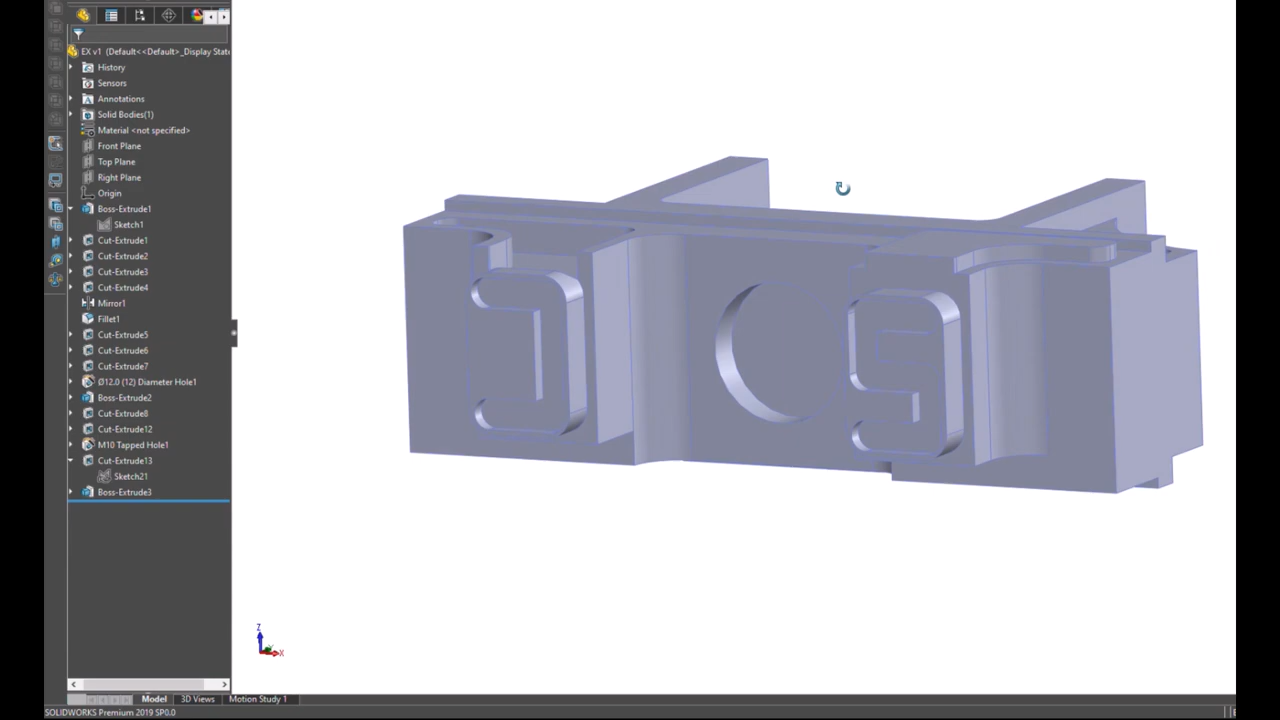 EX v1 (Default<<Default>_Display State
History
Sensors
Annotations
Solid Bodies(1)
Material <not specified>
Front Plane
Top Plane
Right Plane
Origin
Boss-Extrude1
Sketch1
Cut-Extrude1
Cut-Extrude2
Cut-Extrude3
Cut-Extrude4
Mirror1
Fillet1
Cut-Extrude5
Cut-Extrude6
Cut-Extrude7
Ø12.0 (12) Diameter Hole1
Boss-Extrude2
Cut-Extrude8
Cut-Extrude12
M10 Tapped Hole1
Cut-Extrude13
Sketch21
Boss-Extrude3
Z
X
Model 3D Views Motion Study 1
SOLIDWORKS Premium 2019 SP0.0